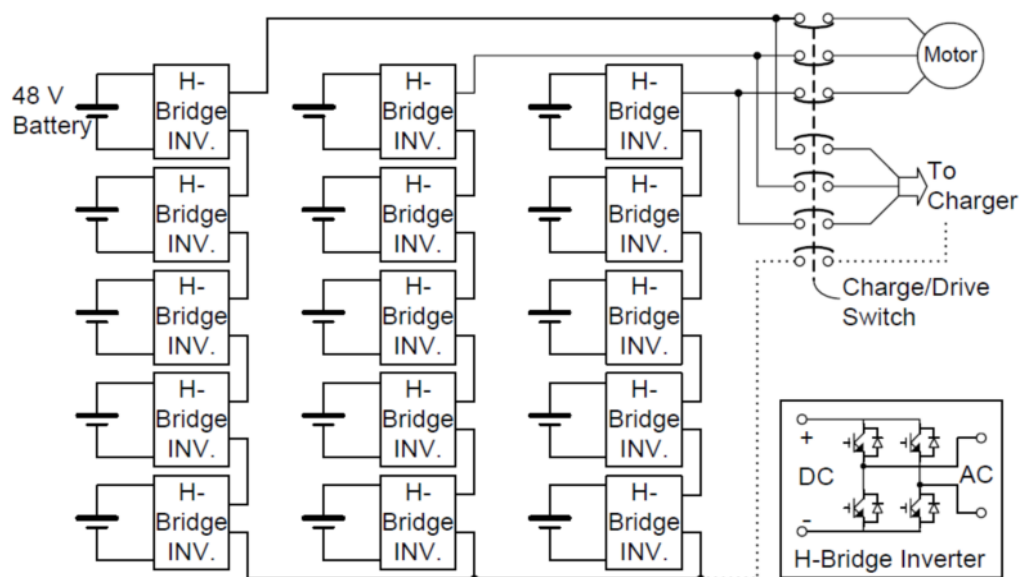 48 V
Battery
H-
Bridge
INV.
H-
Bridge
INV.
H-
Bridge
INV.
Motor
H-
Bridge
INV.
H-
Bridge
INV.
H-
Bridge
INV.
To
Charger
H-
Bridge
INV.
H-
Bridge
INV.
H-
Bridge
INV.
Charge/Drive
Switch
H-
Bridge
INV.
H-
Bridge
INV.
H-
Bridge
INV.
H-
Bridge
INV.
H-
Bridge
INV.
H-
Bridge
INV.
+
DC
AC
-
H-Bridge Inverter